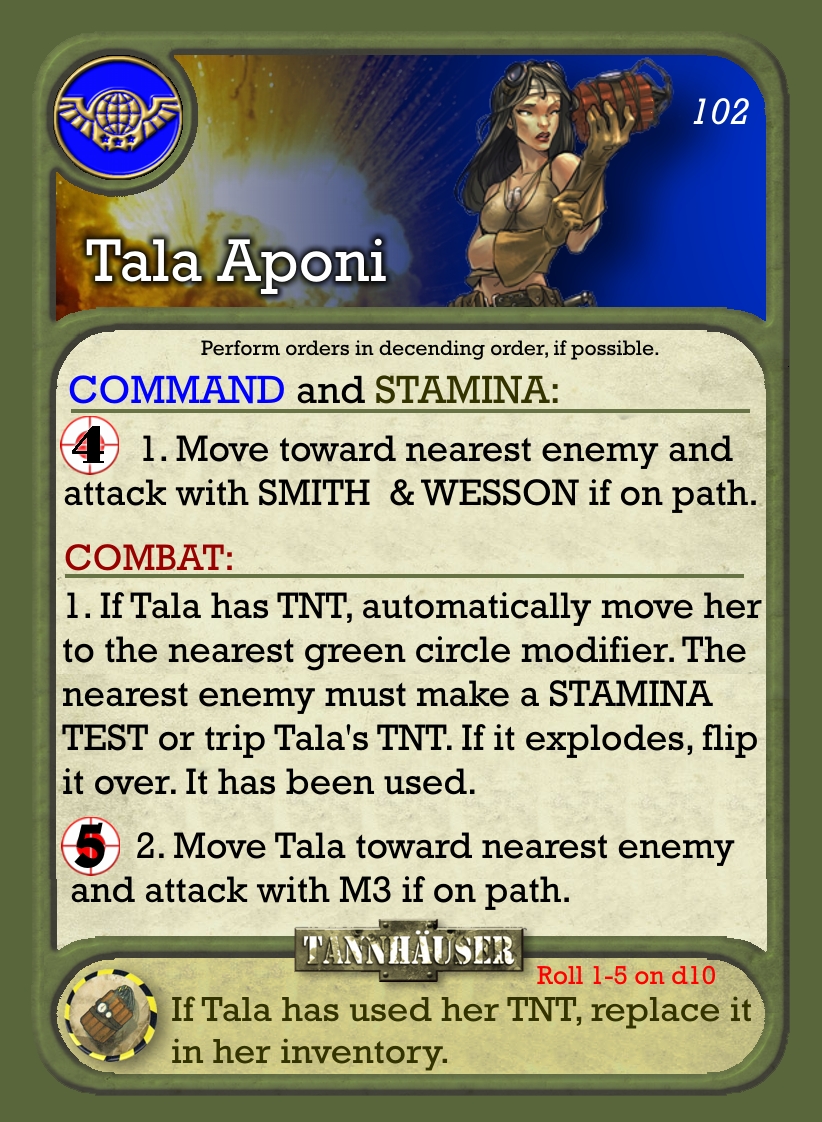 102
Tala Aponi
Perform orders in decending order, if possible.
COMMAND and STAMINA:
4 1. Move toward nearest enemy and
attack with SMITH & WESSON if on path.
COMBAT:
1. If Tala has TNT, automatically move her
to the nearest green circle modifier. The
nearest enemy must make a STAMINA
TEST or trip Tala's TNT. If it explodes, flip
it over. It has been used.
5 2. Move Tala toward nearest enemy
and attack with M3 if on path.
TANNHÄUSER
Roll 1-5 on d10
If Tala has used her TNT, replace it
in her inventory.